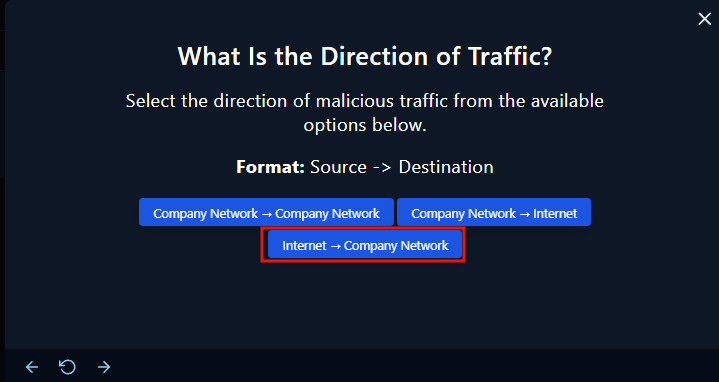 What Is the Direction of Traffic?
Select the direction of malicious traffic from the available
options below.
Format: Source -> Destination
Company Network → Company Network
Company Network → Internet
Internet → Company Network